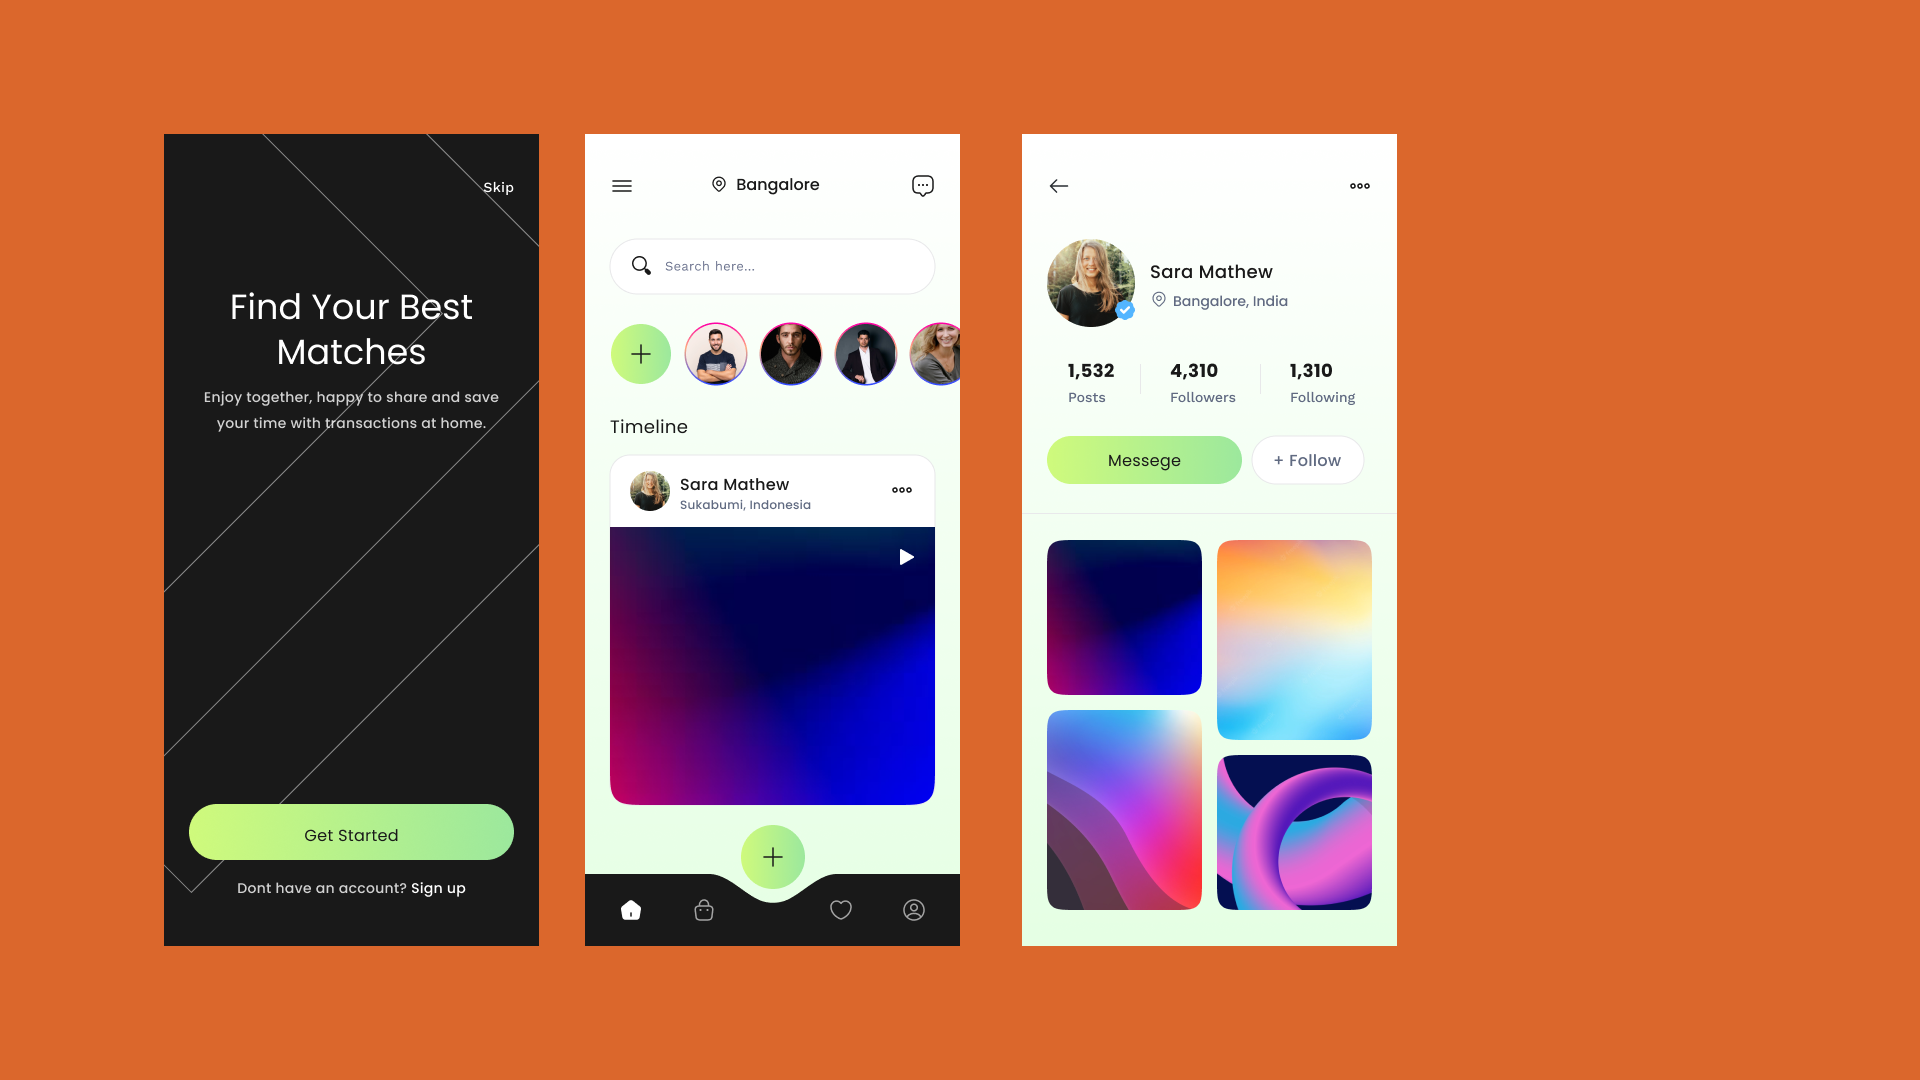 Skip
Find Your Best
Matches
Enjoy together, happy to share and save
your time with transactions at home.
Get Started
Dont have an account? Sign up
Bangalore
Search here...
Timeline
Sara Mathew
Sukabumi, Indonesia
Sara Mathew
Bangalore, India
1,532
Posts
4,310
Followers
1,310
Following
Messege
+ Follow